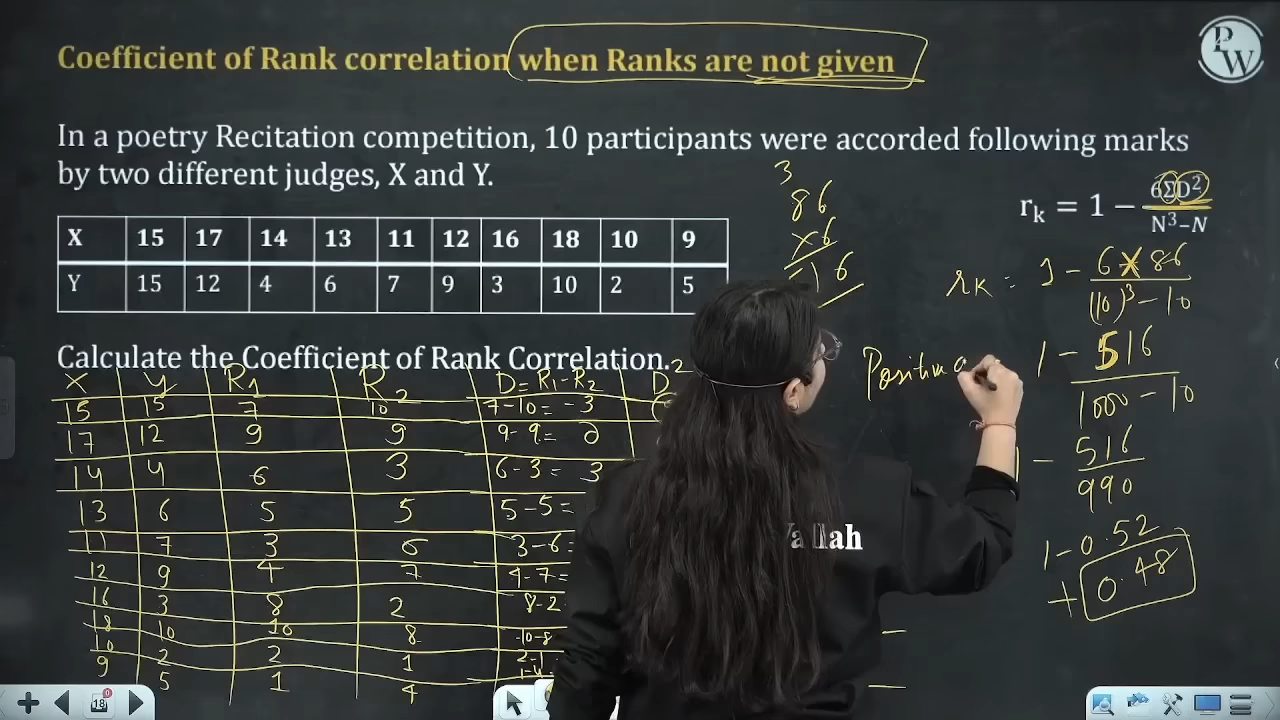 Coefficient of Rank correlation when Ranks are not given
P
W
In a poetry Recitation competition, 10 participants were accorded following marks
by two different judges, X and Y.
X 15 17 14 13 11 12 16 18 10 9
Y 15 12 4 6 7 9 3 10 2 5
3
86
×6
516
rk = 1 − 6ΣD² / N³−N
rk = 1 − 6×86 / (10)³ − 10
1 − 516 / 1000 − 10
− 516 / 990
1−0.52
+ 0.48
Calculate the Coefficient of Rank Correlation.
X Y R1 R2 D=R1-R2 D²
15 15 7 10 7-10= -3
17 12 9 9 9-9= 0
14 4 6 3 6-3= 3
13 6 5 5 5-5=
11 7 3 6 3-6=
12 9 4 7 4-7=
16 3 8 2 8-2
18 10 10 8 10-8
10 2 2 1 2-1
9 5 1 4 1-4
Positive
18